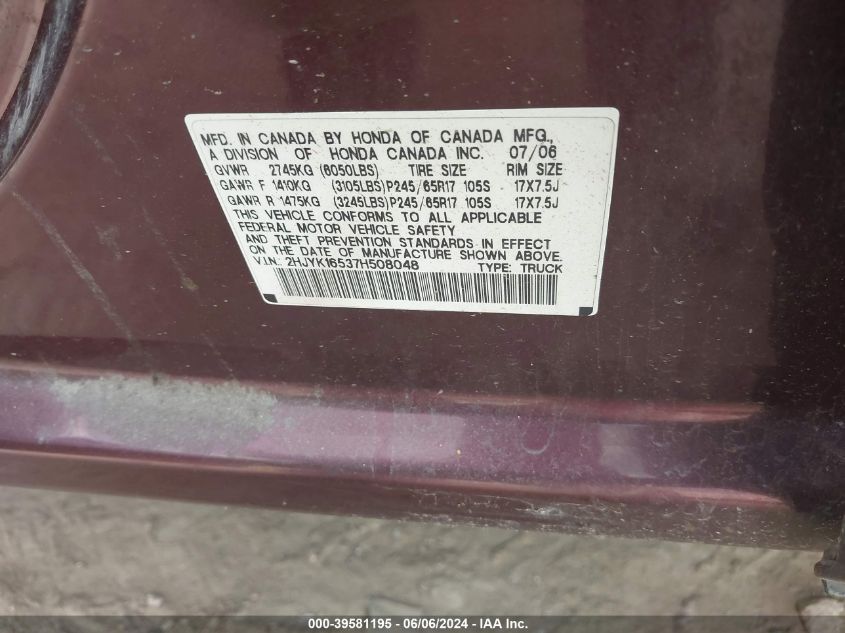 MFD. IN CANADA BY HONDA OF CANADA MFG.,
A DIVISION OF HONDA CANADA INC. 07/06
GVWR 2745KG (6050LBS) TIRE SIZE RIM SIZE
GAWR F 1410KG (3105LBS) P245/65R17 105S 17X7.5J
GAWR R 1475KG (3245LBS) P245/65R17 105S 17X7.5J
THIS VEHICLE CONFORMS TO ALL APPLICABLE
FEDERAL MOTOR VEHICLE SAFETY
AND THEFT PREVENTION STANDARDS IN EFFECT
ON THE DATE OF MANUFACTURE SHOWN ABOVE.
V.I.N.: 2HJYK16537H508048 TYPE: TRUCK
000-39581195 - 06/06/2024 - IAA Inc.